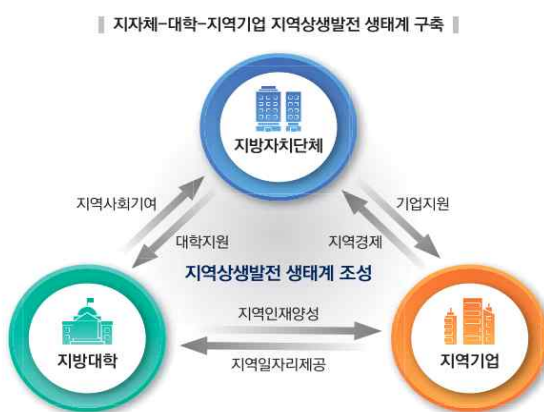 지자체-대학-지역기업 지역상생발전 생태계 구축
지방자치단체
지역사회기여
기업지원
대학지원
지역경제
지역상생발전 생태계 조성
지역인재양성
지방대학
지역기업
지역일자리제공